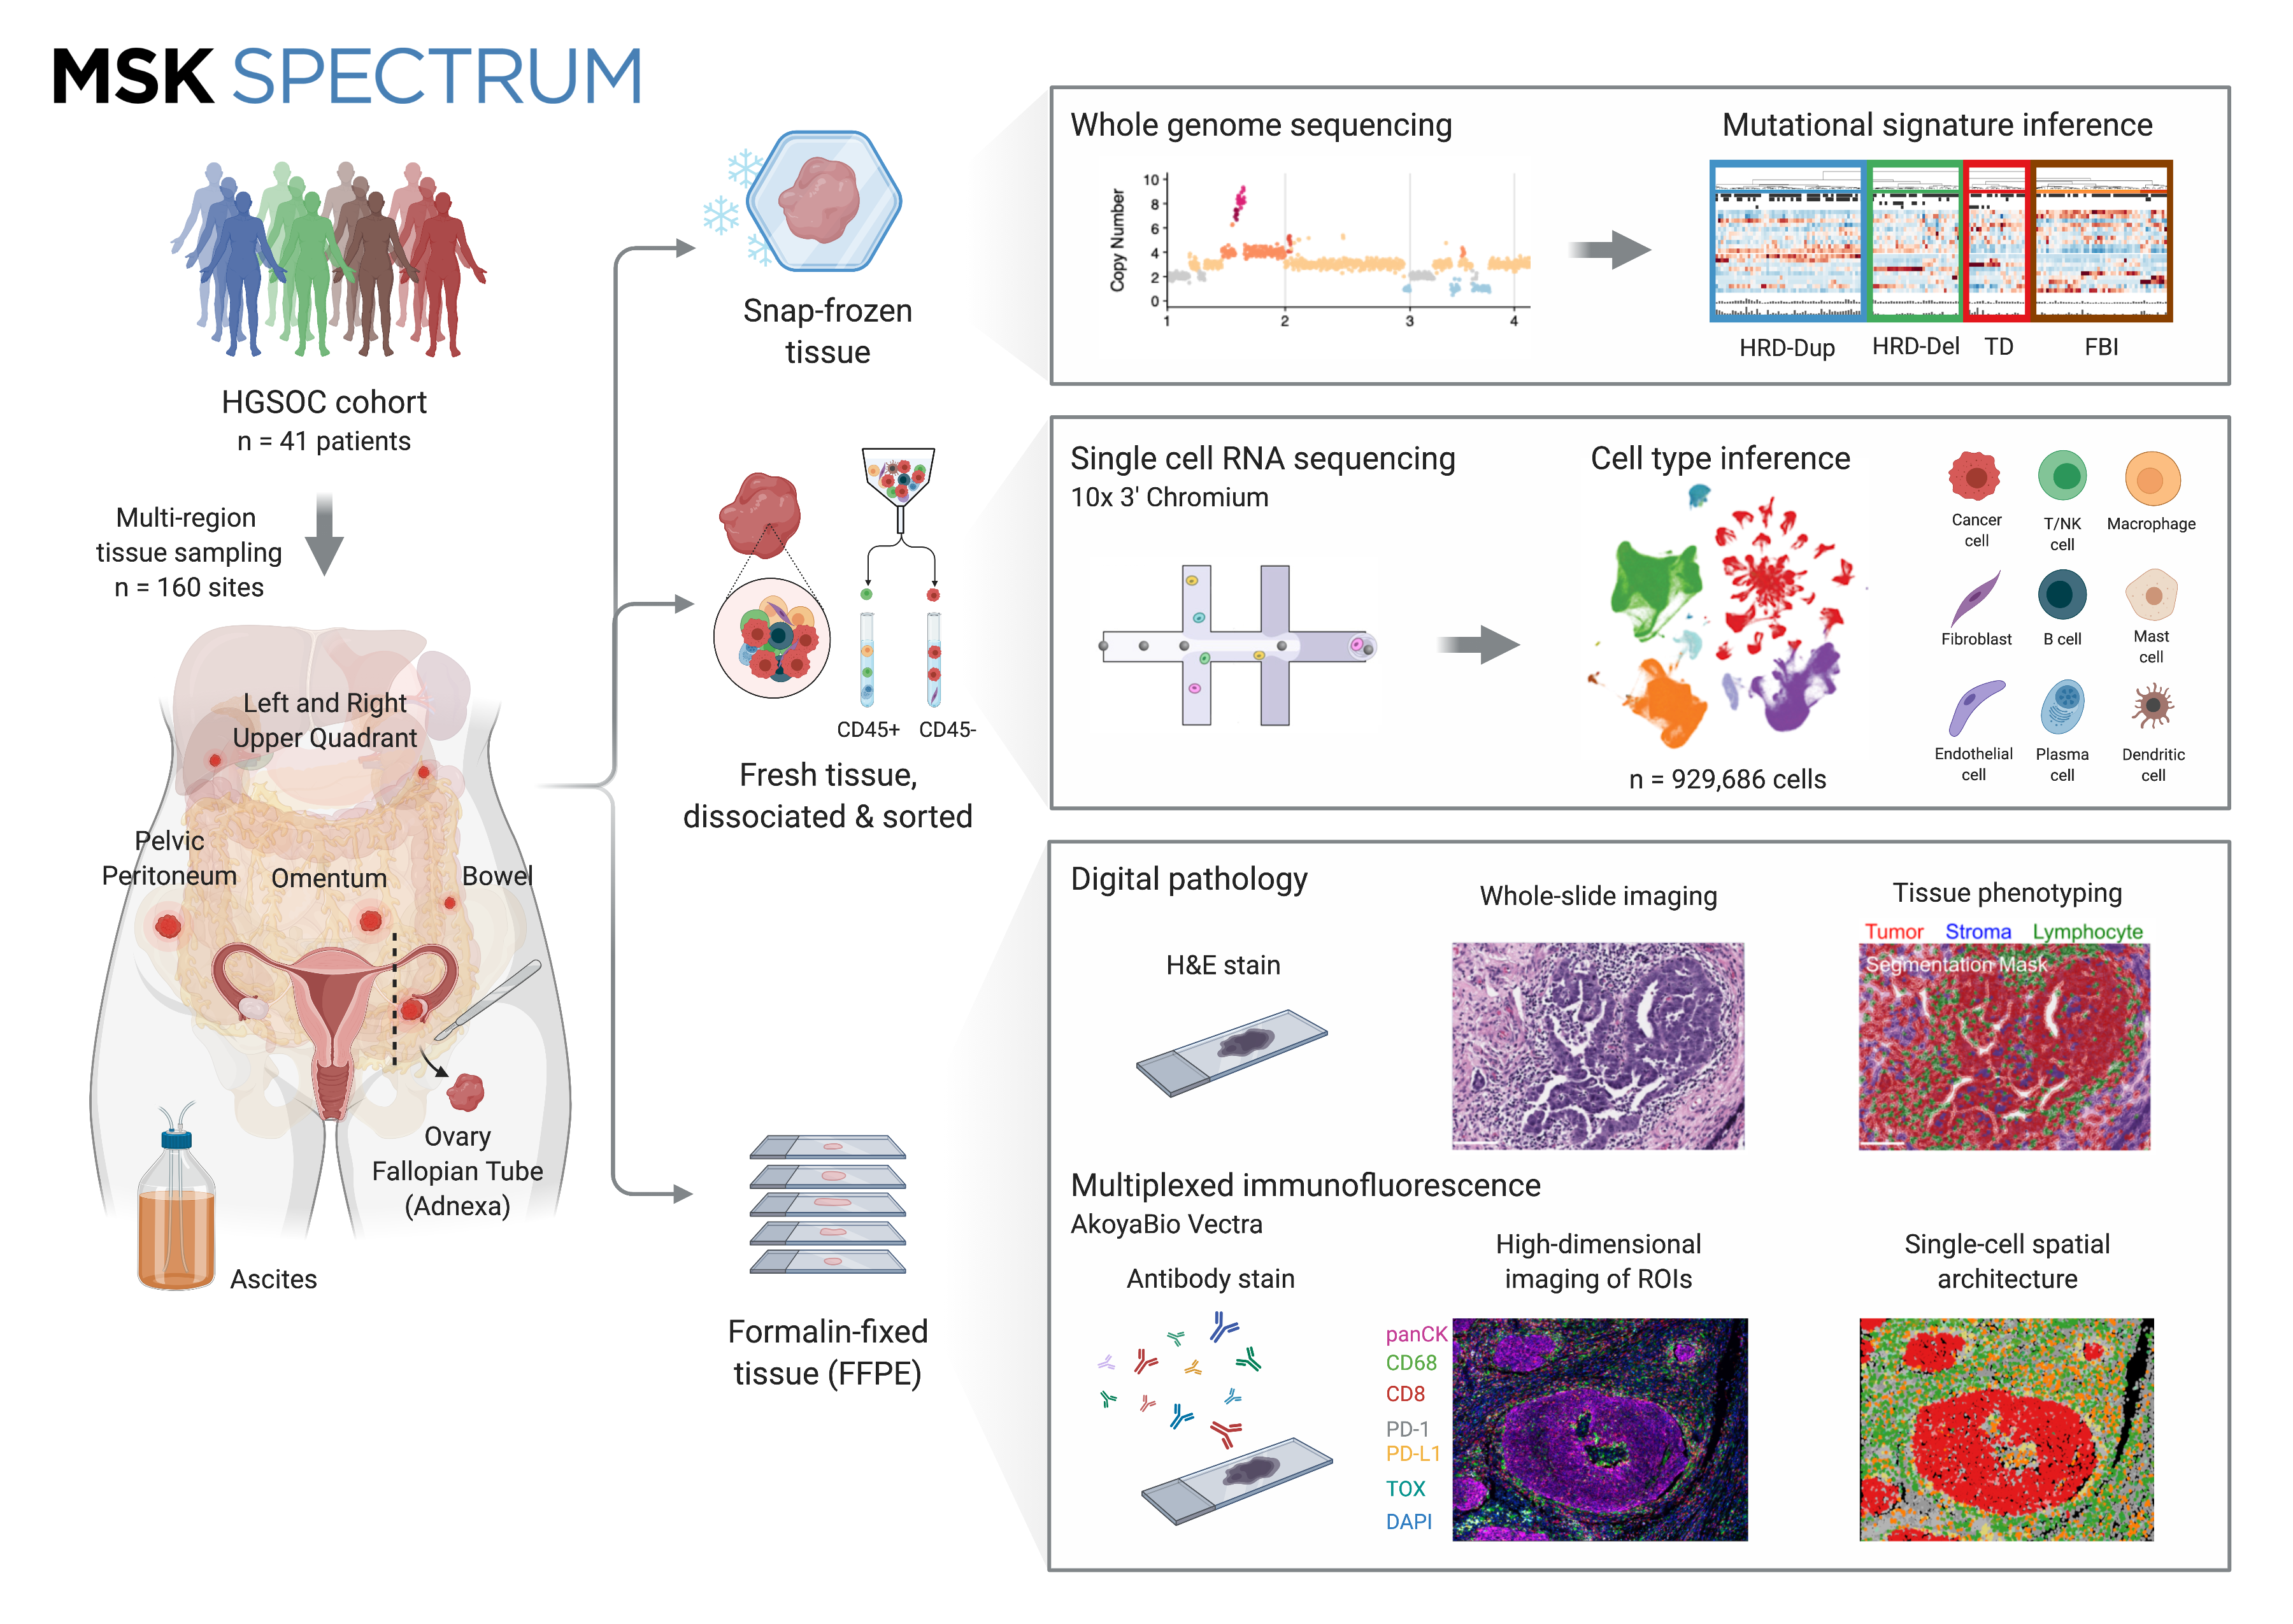 MSK SPECTRUM
HGSOC cohort
n = 41 patients
Multi-region
tissue sampling
n = 160 sites
Left and Right
Upper Quadrant
Pelvic
Peritoneum
Omentum
Bowel
Ovary
Fallopian Tube
(Adnexa)
Ascites
Snap-frozen
tissue
CD45+ CD45-
Fresh tissue,
dissociated & sorted
Formalin-fixed
tissue (FFPE)
Whole genome sequencing
Copy Number
10
8
6
4
2
0
1 2 3 4
Mutational signature inference
HRD-Dup HRD-Del TD FBI
Single cell RNA sequencing
10x 3' Chromium
Cell type inference
n = 929,686 cells
Cancer
cell
T/NK
cell
Macrophage
Fibroblast
B cell
Mast
cell
Endothelial
cell
Plasma
cell
Dendritic
cell
Digital pathology
H&E stain
Whole-slide imaging
Tissue phenotyping
Tumor Stroma Lymphocyte
Segmentation Mask
Multiplexed immunofluorescence
AkoyaBio Vectra
Antibody stain
High-dimensional
imaging of ROIs
panCK
CD68
CD8
PD-1
PD-L1
TOX
DAPI
Single-cell spatial
architecture